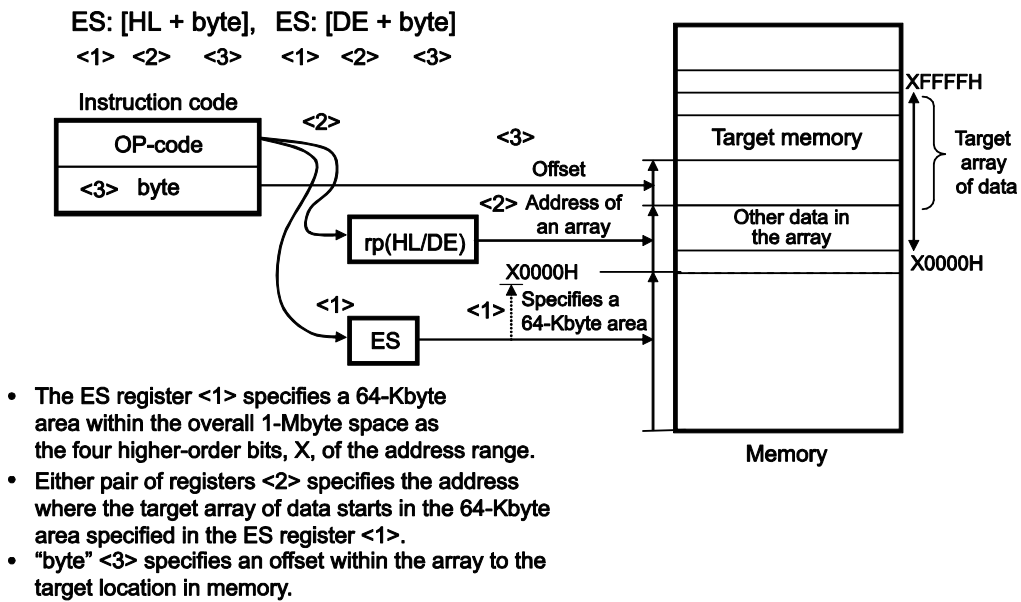 ES: [HL + byte], ES: [DE + byte]
<1> <2> <3> <1> <2> <3>
Instruction code
OP-code
<3> byte
<2>
<3>
Offset
<2> Address of
an array
rp(HL/DE)
X0000H
<1>
<1>
Specifies a
64-Kbyte area
ES
XFFFFH
Target memory
Target
array
of data
Other data in
the array
X0000H
Memory
• The ES register <1> specifies a 64-Kbyte
area within the overall 1-Mbyte space as
the four higher-order bits, X, of the address range.
• Either pair of registers <2> specifies the address
where the target array of data starts in the 64-Kbyte
area specified in the ES register <1>.
• “byte” <3> specifies an offset within the array to the
target location in memory.